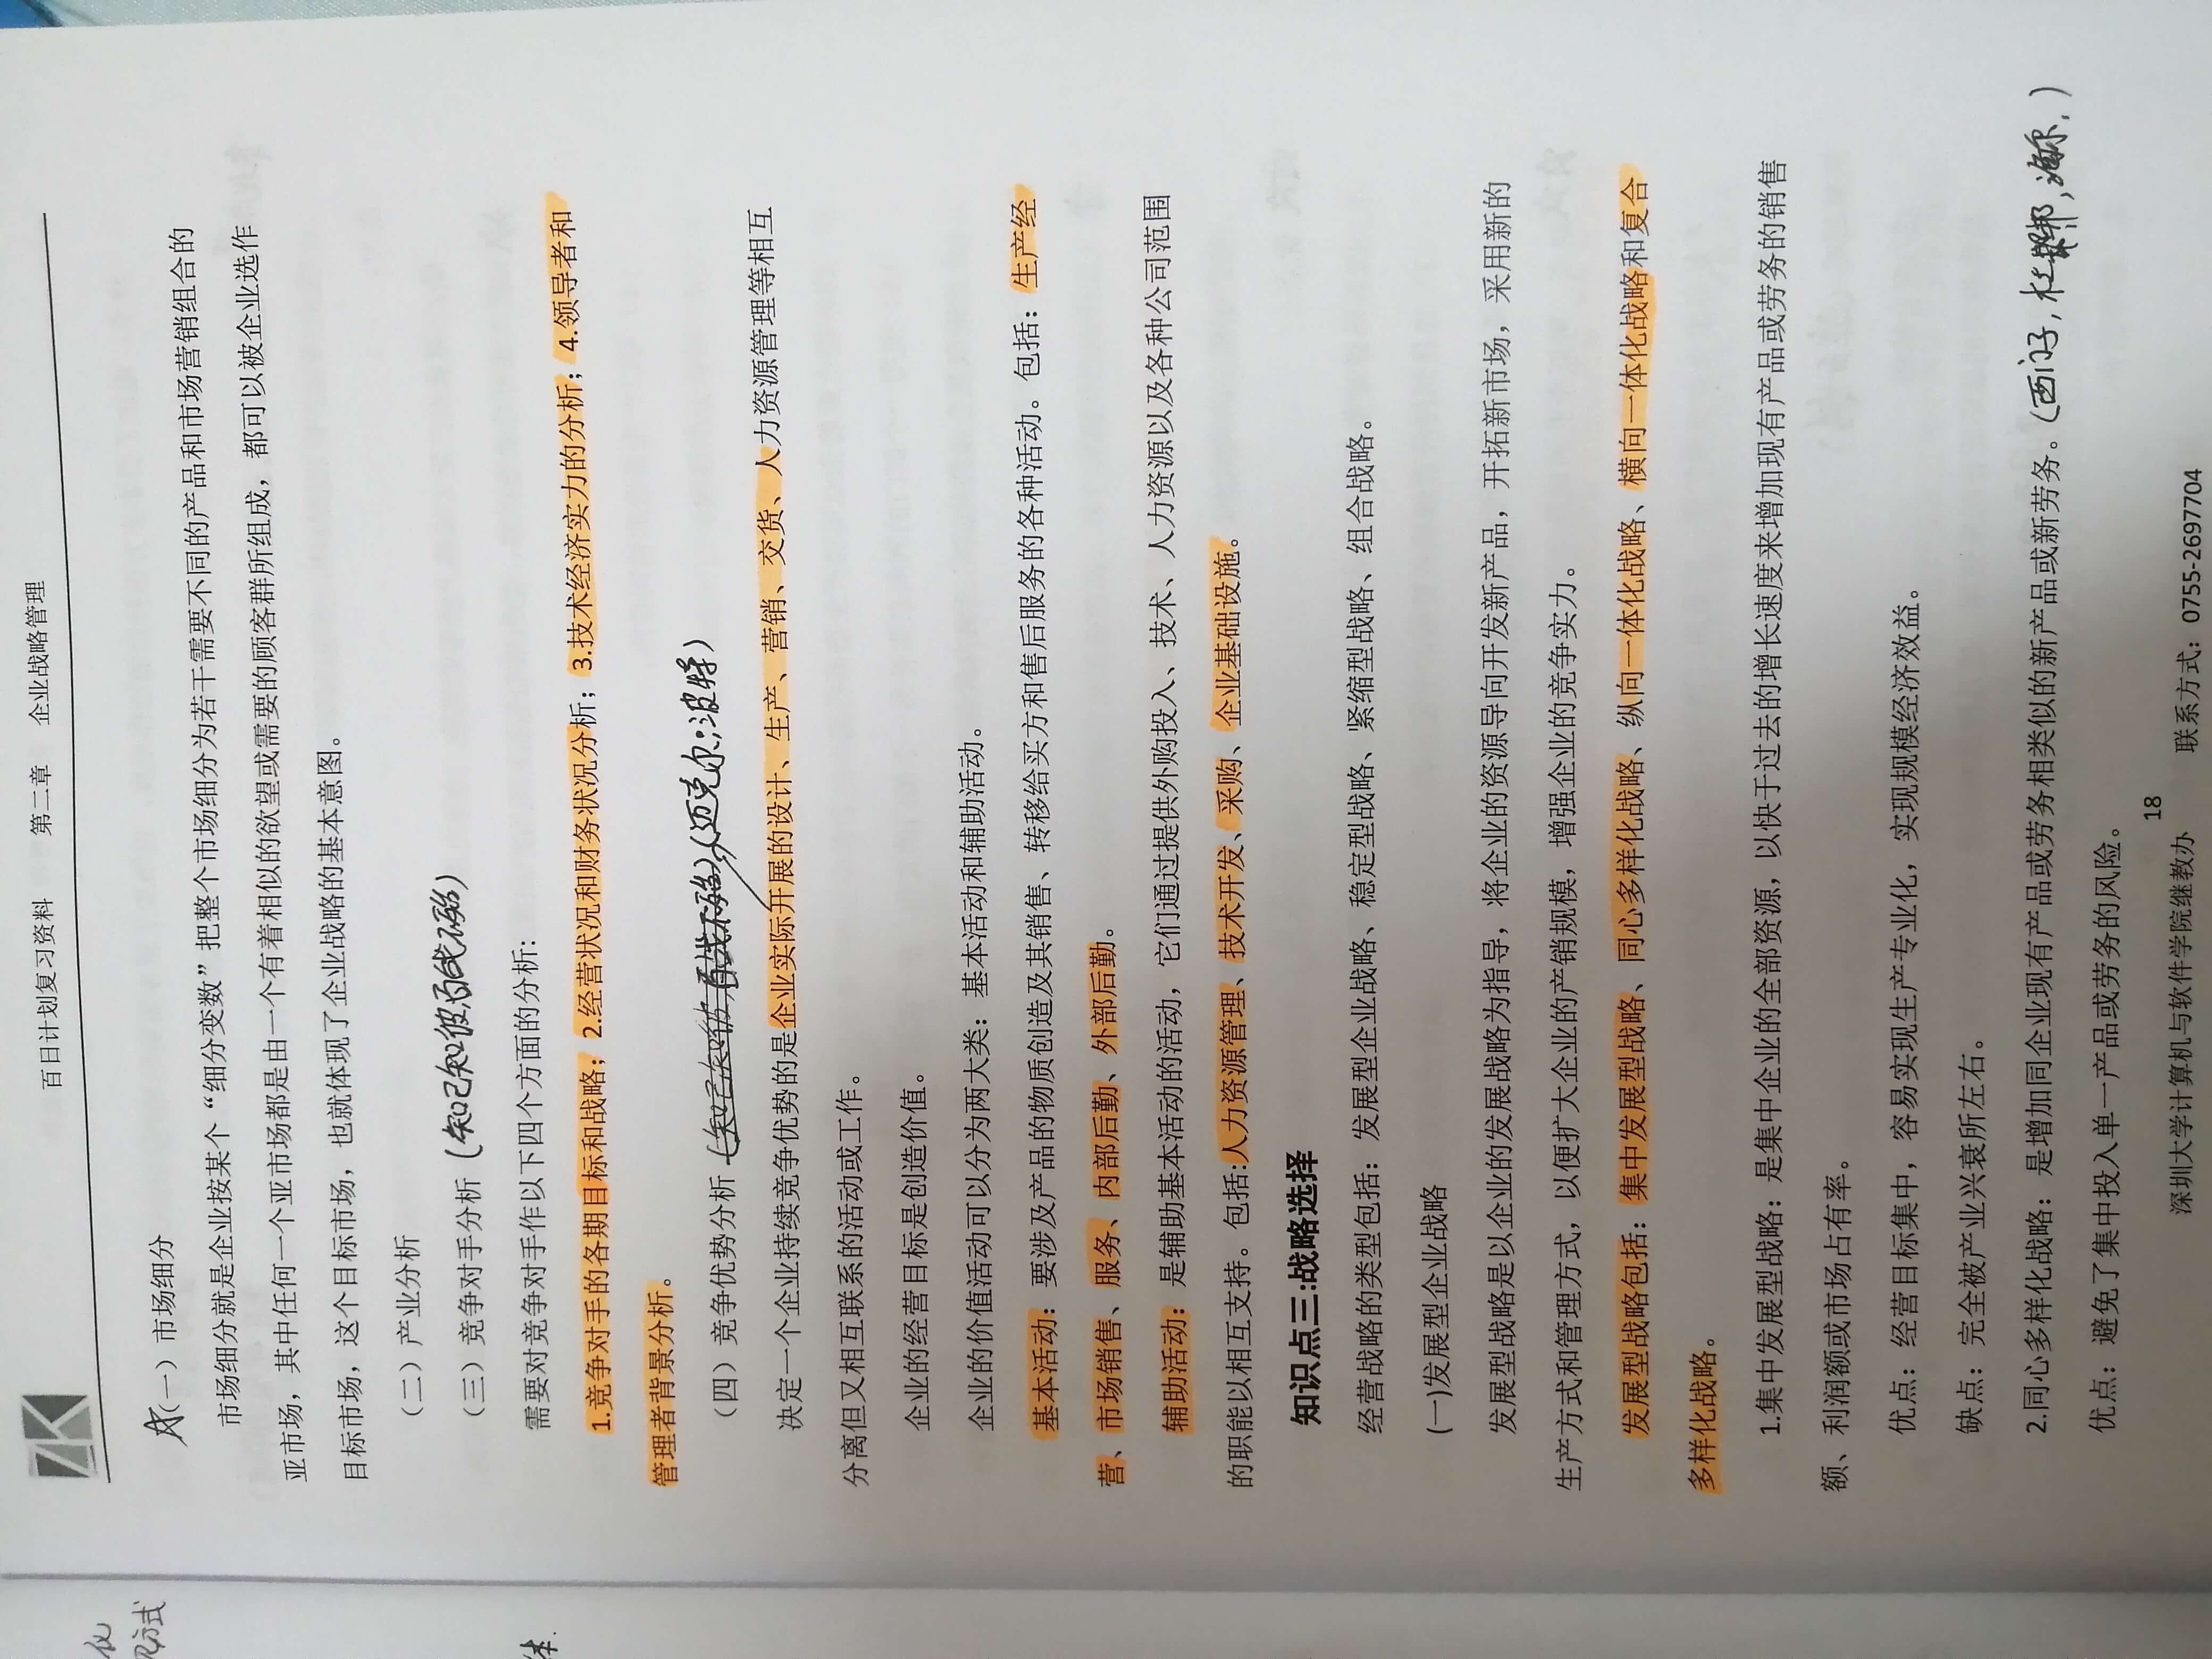 百日计划复习资料 第二章 企业战略管理
ZK
(一)市场细分
市场细分就是企业按某个“细分变数”把整个市场细分为若干需要不同的产品和市场营销组合的
亚市场，其中任何一个亚市场都是由一个有着相似的欲望或需要的顾客群所组成，都可以被企业选作
目标市场，这个目标市场，也就体现了企业战略的基本意图。
(二)产业分析
(三)竞争对手分析(知己知彼百战不殆)
需要对竞争对手作以下四个方面的分析:
1.竞争对手的各期目标和战略；2.经营状况和财务状况分析；3.技术经济实力的分析；4.领导者和
管理者背景分析。
(四)竞争优势分析(知己知彼百战不殆)(迈克尔;波特)
决定一个企业持续竞争优势的是企业实际开展的设计、生产、营销、交货、人力资源管理等相互
分离但又相互联系的活动或工作。
企业的经营目标是创造价值。
企业的价值活动可以分为两大类：基本活动和辅助活动。
基本活动：要涉及产品的物质创造及其销售、转移给买方和售后服务的各种活动。包括：生产经
营、市场销售、服务、内部后勤、外部后勤。
辅助活动：是辅助基本活动的活动，它们通过提供外购投入、技术、人力资源以及各种公司范围
的职能以相互支持。包括:人力资源管理、技术开发、采购、企业基础设施。
知识点三:战略选择
经营战略的类型包括：发展型企业战略、稳定型战略、紧缩型战略、组合战略。
(一)发展型企业战略
发展型战略是以企业的发展战略为指导，将企业的资源导向开发新产品，开拓新市场，采用新的
生产方式和管理方式，以便扩大企业的产销规模，增强企业的竞争实力。
发展型战略包括：集中发展型战略、同心多样化战略、纵向一体化战略、横向一体化战略和复合
多样化战略。
1.集中发展型战略：是集中企业的全部资源，以快于过去的增长速度来增加现有产品或劳务的销售
额、利润额或市场占有率。
优点：经营目标集中，容易实现生产专业化，实现规模经济效益。
缺点：完全被产业兴衰所左右。
2.同心多样化战略：是增加同企业现有产品或劳务相类似的新产品或新劳务。(西门子,杜邦,海尔,)
优点：避免了集中投入单一产品或劳务的风险。
18
深圳大学计算机与软件学院继教办 联系方式：0755-2697704
式
体.